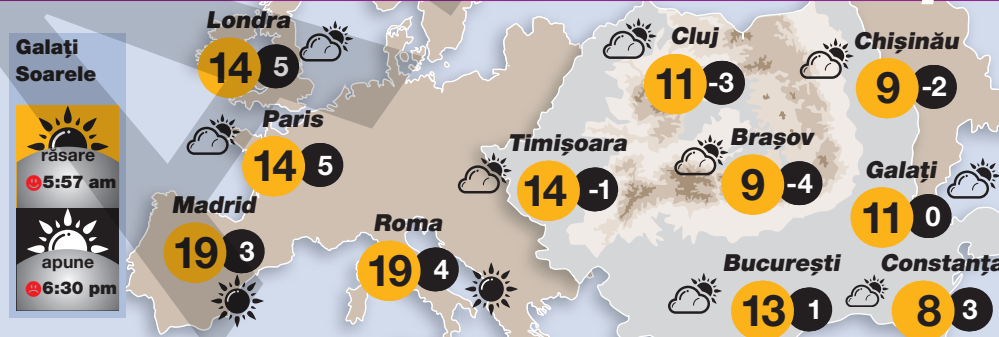 Galați
Soarele
răsare
5:57 am
apune
6:30 pm
Londra
14 5
Paris
14 5
Madrid
19 3
Roma
19 4
Timișoara
14 -1
Cluj
11 -3
Brașov
9 -4
Chișinău
9 -2
Galați
11 0
București
13 1
Constanța
8 3